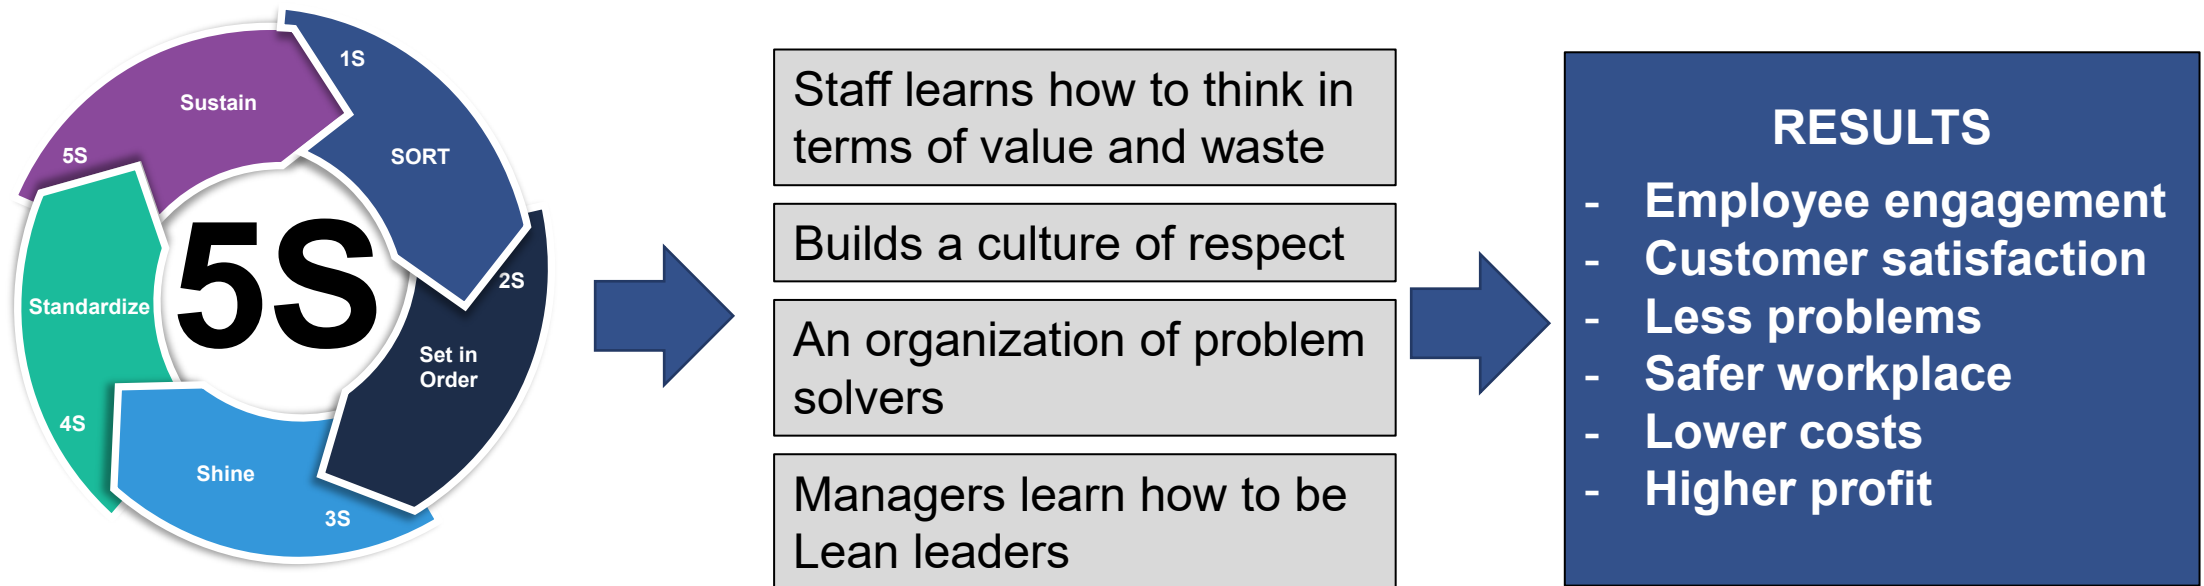 1S
SORT
2S
Set in
Order
3S
Shine
4S
Standardize
5S
Sustain
5S
Staff learns how to think in
terms of value and waste
Builds a culture of respect
An organization of problem
solvers
Managers learn how to be
Lean leaders
RESULTS
- Employee engagement
- Customer satisfaction
- Less problems
- Safer workplace
- Lower costs
- Higher profit